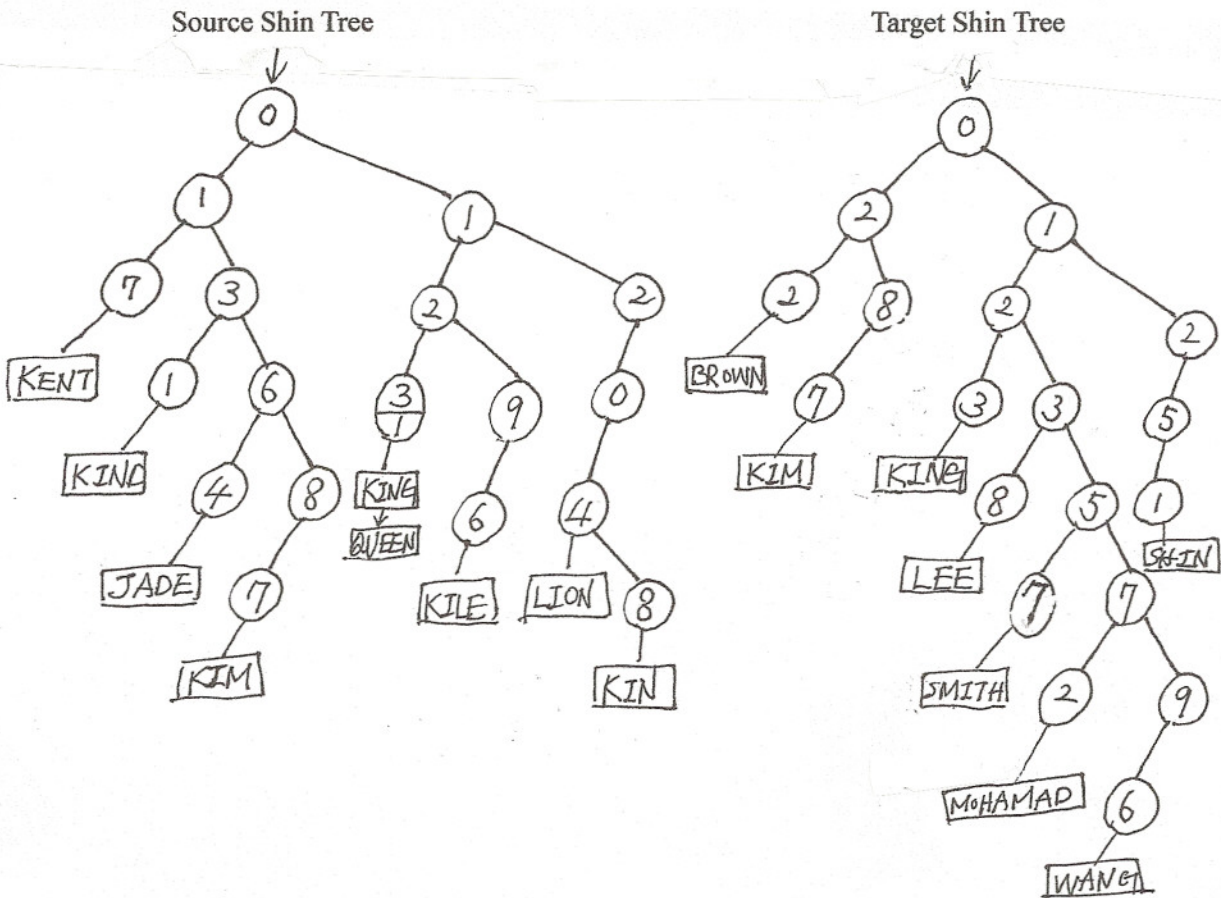 Source Shin Tree Target Shin Tree
0 0
1 2 1
1
7 3 2 2 2 8 2 2
KENT 1 6 3 1 9 0 BROWN 7 3 3 5
KIND 4 8 KING 6 4 KIM KING 8 5 1
QUEEN
JADE 7 KILE LION 8 LEE 7 7 SHIN
KIM KIN SMITH 2 9
MOHAMAD 6
WANG